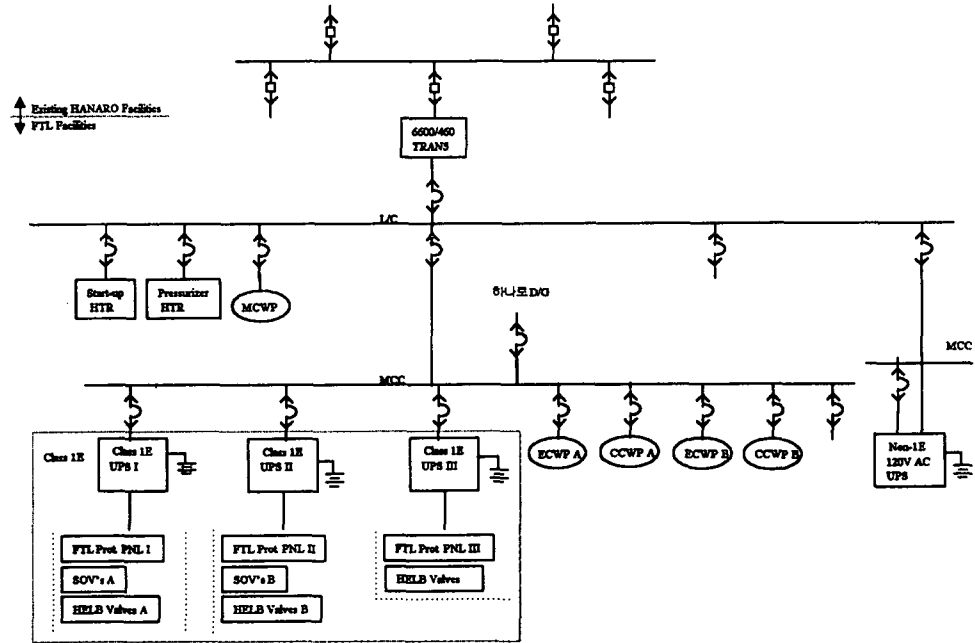 Existing HANARO Facilities
FTL Facilities
6600/460
TRANS
L/C
Start-up
HTR
Pressurizer
HTR
MCWP
하나로 D/G
MCC
MCC
Class 1E
Class 1E
UPS I
Class 1E
UPS II
Class 1E
UPS III
ECWP A
CCWP A
ECWP B
CCWP B
Non-1E
120V AC
UPS
FTL Prot PNL I
SOV's A
HELB Valves A
FTL Prot PNL II
SOV's B
HELB Valves B
FTL Prot PNL III
HELB Valves